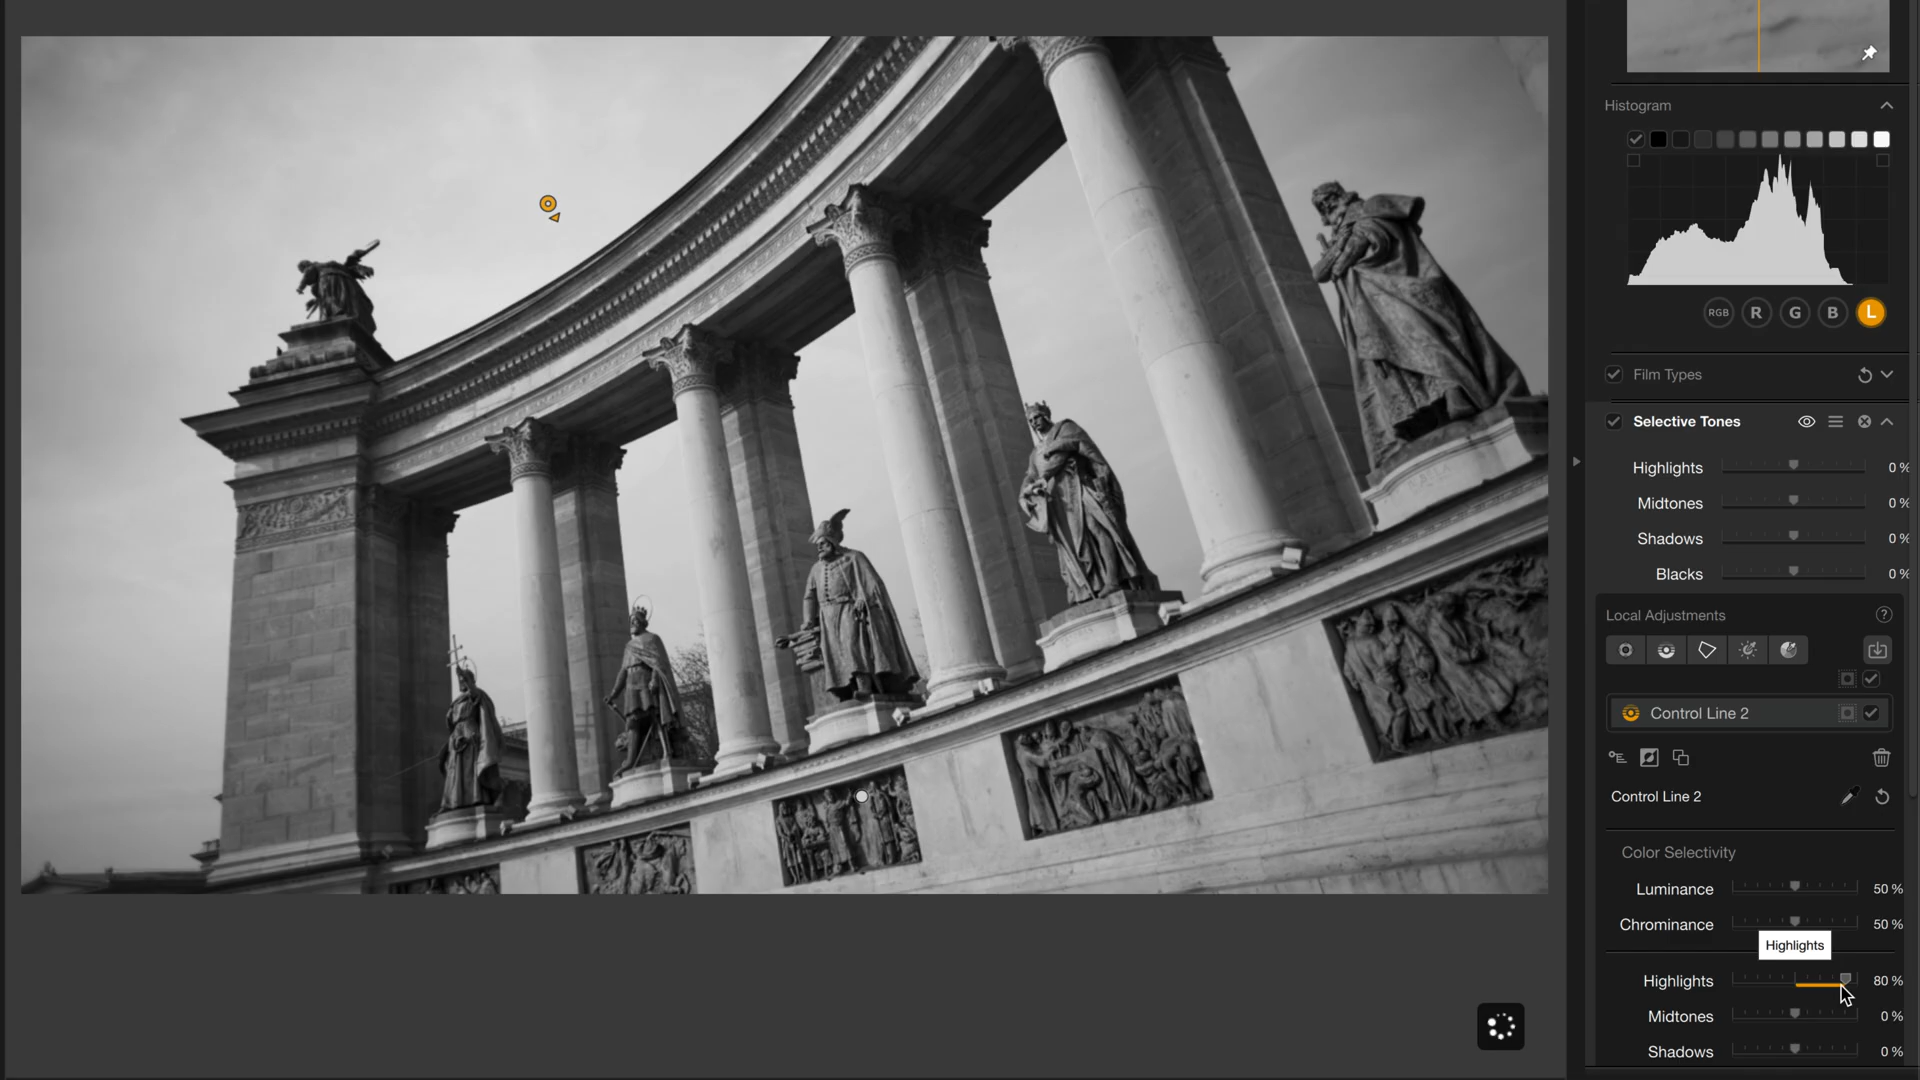 Histogram
RGB R G B L
Film Types
Selective Tones
Highlights 0 %
Midtones 0 %
Shadows 0 %
Blacks 0 %
Local Adjustments ?
Control Line 2
Control Line 2
Color Selectivity
Luminance 50 %
Chrominance 50 %
Highlights
Highlights 80 %
Midtones 0 %
Shadows 0 %